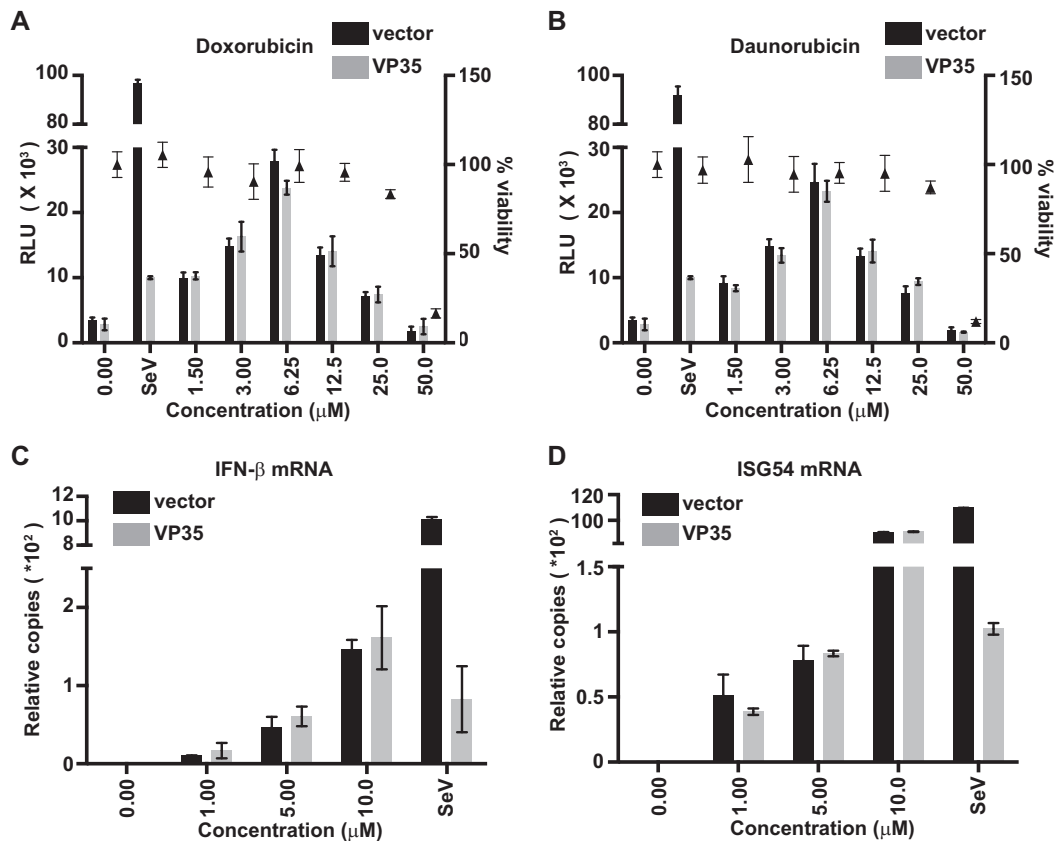 A
Doxorubicin
vector
VP35
RLU ( X 10³)
100
80
30
20
10
0
150
100
50
0
% viability
0.00
SeV
1.50
3.00
6.25
12.5
25.0
50.0
Concentration (μM)
B
Daunorubicin
vector
VP35
RLU ( X 10³)
100
80
30
20
10
0
150
100
50
0
% viability
0.00
SeV
1.50
3.00
6.25
12.5
25.0
50.0
Concentration (μM)
C
IFN-β mRNA
vector
VP35
Relative copies ( *10²)
12
10
8
2
1
0
0.00
1.00
5.00
10.0
SeV
Concentration (μM)
D
ISG54 mRNA
vector
VP35
Relative copies ( *10²)
120
100
1.5
1
0.5
0
0.00
1.00
5.00
10.0
SeV
Concentration (μM)